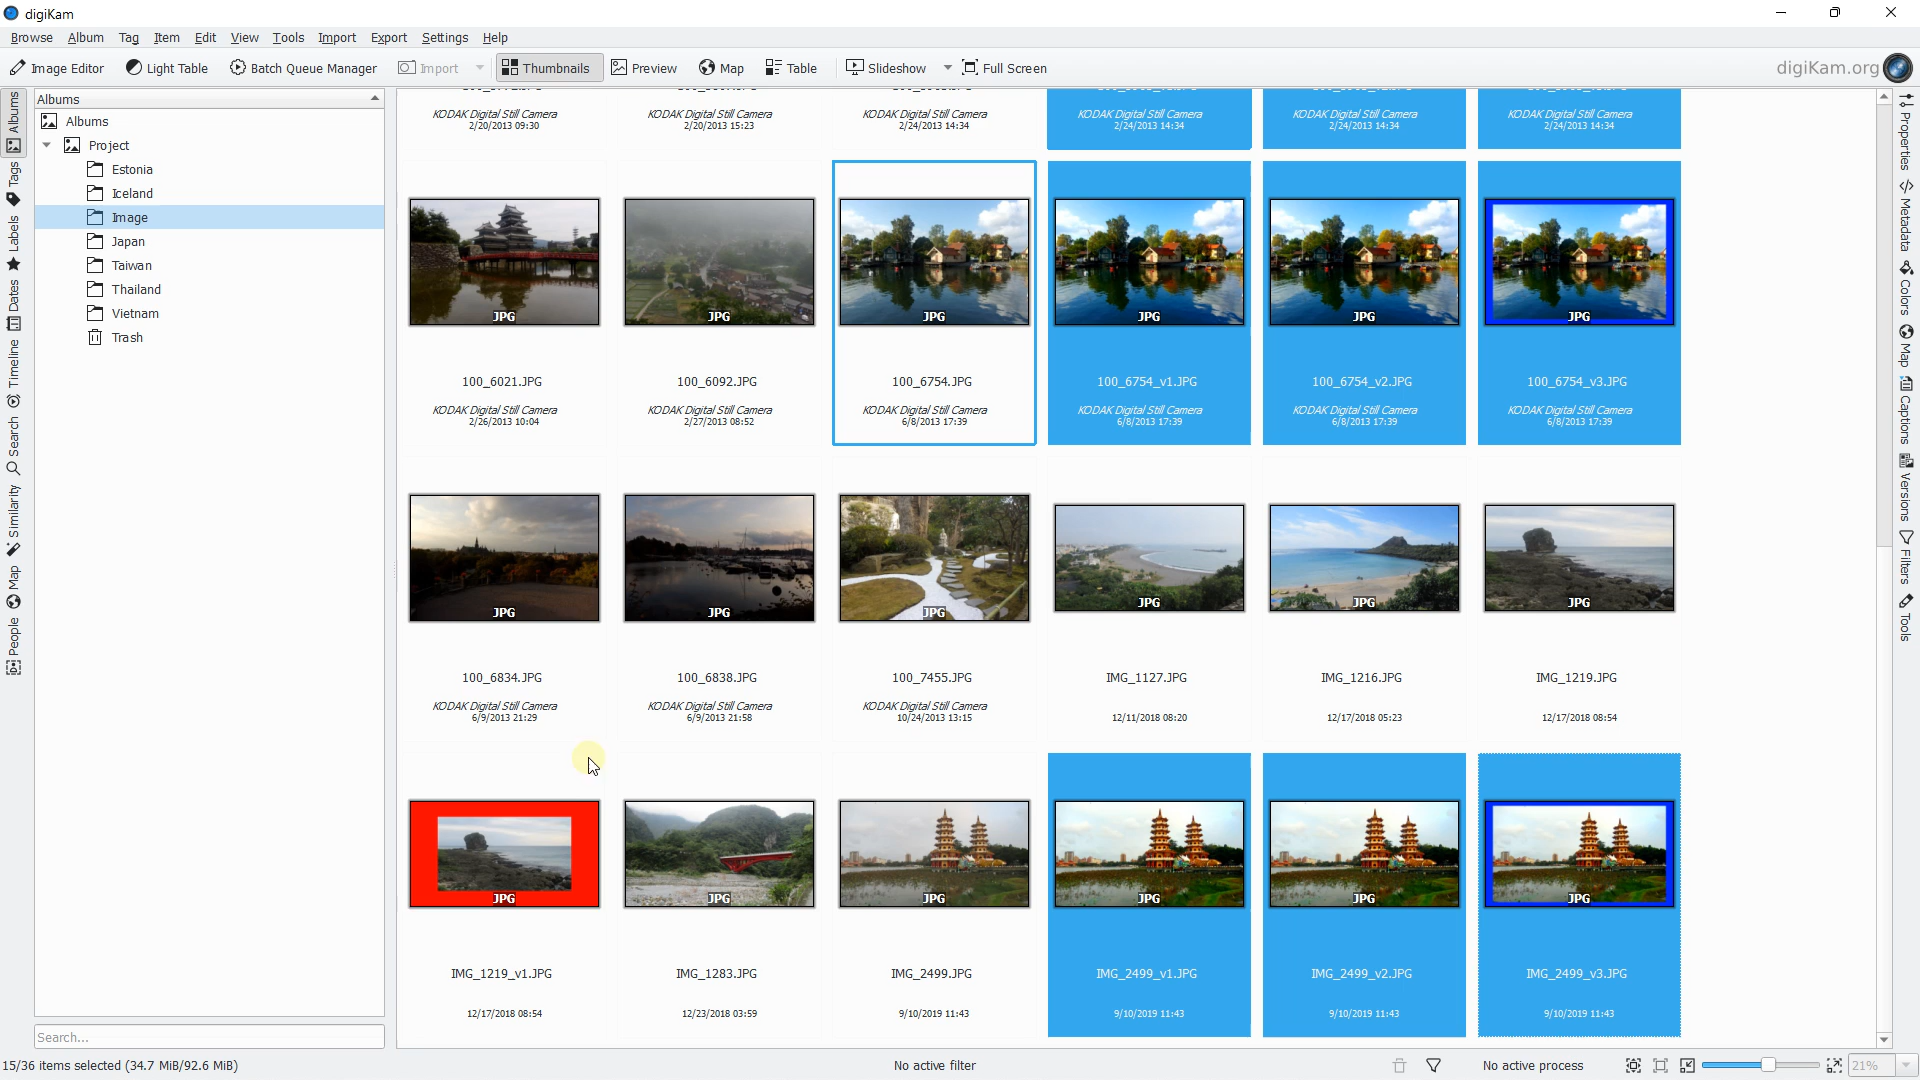 digiKam
Browse Album Tag Item Edit View Tools Import Export Settings Help
Image Editor Light Table Batch Queue Manager Import Thumbnails Preview Map Table Slideshow Full Screen digiKam.org
Albums
Albums
Project
Estonia
Iceland
Image
Japan
Taiwan
Thailand
Vietnam
Trash
Search...
Albums
Tags
Labels
Dates
Timeline
Search
Similarity
Map
People
KODAK Digital Still Camera KODAK Digital Still Camera KODAK Digital Still Camera KODAK Digital Still Camera KODAK Digital Still Camera KODAK Digital Still Camera
2/20/2013 09:30 2/20/2013 15:23 2/24/2013 14:34 2/24/2013 14:34 2/24/2013 14:34 2/24/2013 14:34
JPG JPG JPG JPG JPG JPG
100_6021.JPG 100_6092.JPG 100_6754.JPG 100_6754_v1.JPG 100_6754_v2.JPG 100_6754_v3.JPG
KODAK Digital Still Camera KODAK Digital Still Camera KODAK Digital Still Camera KODAK Digital Still Camera KODAK Digital Still Camera KODAK Digital Still Camera
2/26/2013 10:04 2/27/2013 08:52 6/8/2013 17:39 6/8/2013 17:39 6/8/2013 17:39 6/8/2013 17:39
JPG JPG JPG JPG JPG JPG
100_6834.JPG 100_6838.JPG 100_7455.JPG IMG_1127.JPG IMG_1216.JPG IMG_1219.JPG
KODAK Digital Still Camera KODAK Digital Still Camera KODAK Digital Still Camera
6/9/2013 21:29 6/9/2013 21:58 10/24/2013 13:15 12/11/2018 08:20 12/17/2018 05:23 12/17/2018 08:54
JPG JPG JPG JPG JPG JPG
IMG_1219_v1.JPG IMG_1283.JPG IMG_2499.JPG IMG_2499_v1.JPG IMG_2499_v2.JPG IMG_2499_v3.JPG
12/17/2018 08:54 12/23/2018 03:59 9/10/2019 11:43 9/10/2019 11:43 9/10/2019 11:43 9/10/2019 11:43
Properties
Metadata
Colors
Map
Captions
Versions
Filters
Tools
15/36 items selected (34.7 MiB/92.6 MiB) No active filter No active process 21%